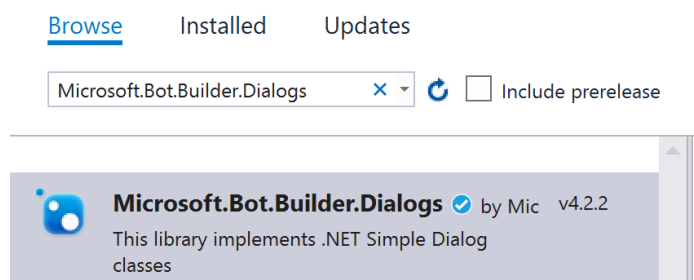 Browse Installed Updates
Microsoft.Bot.Builder.Dialogs Include prerelease
Microsoft.Bot.Builder.Dialogs by Mic v4.2.2
This library implements .NET Simple Dialog
classes